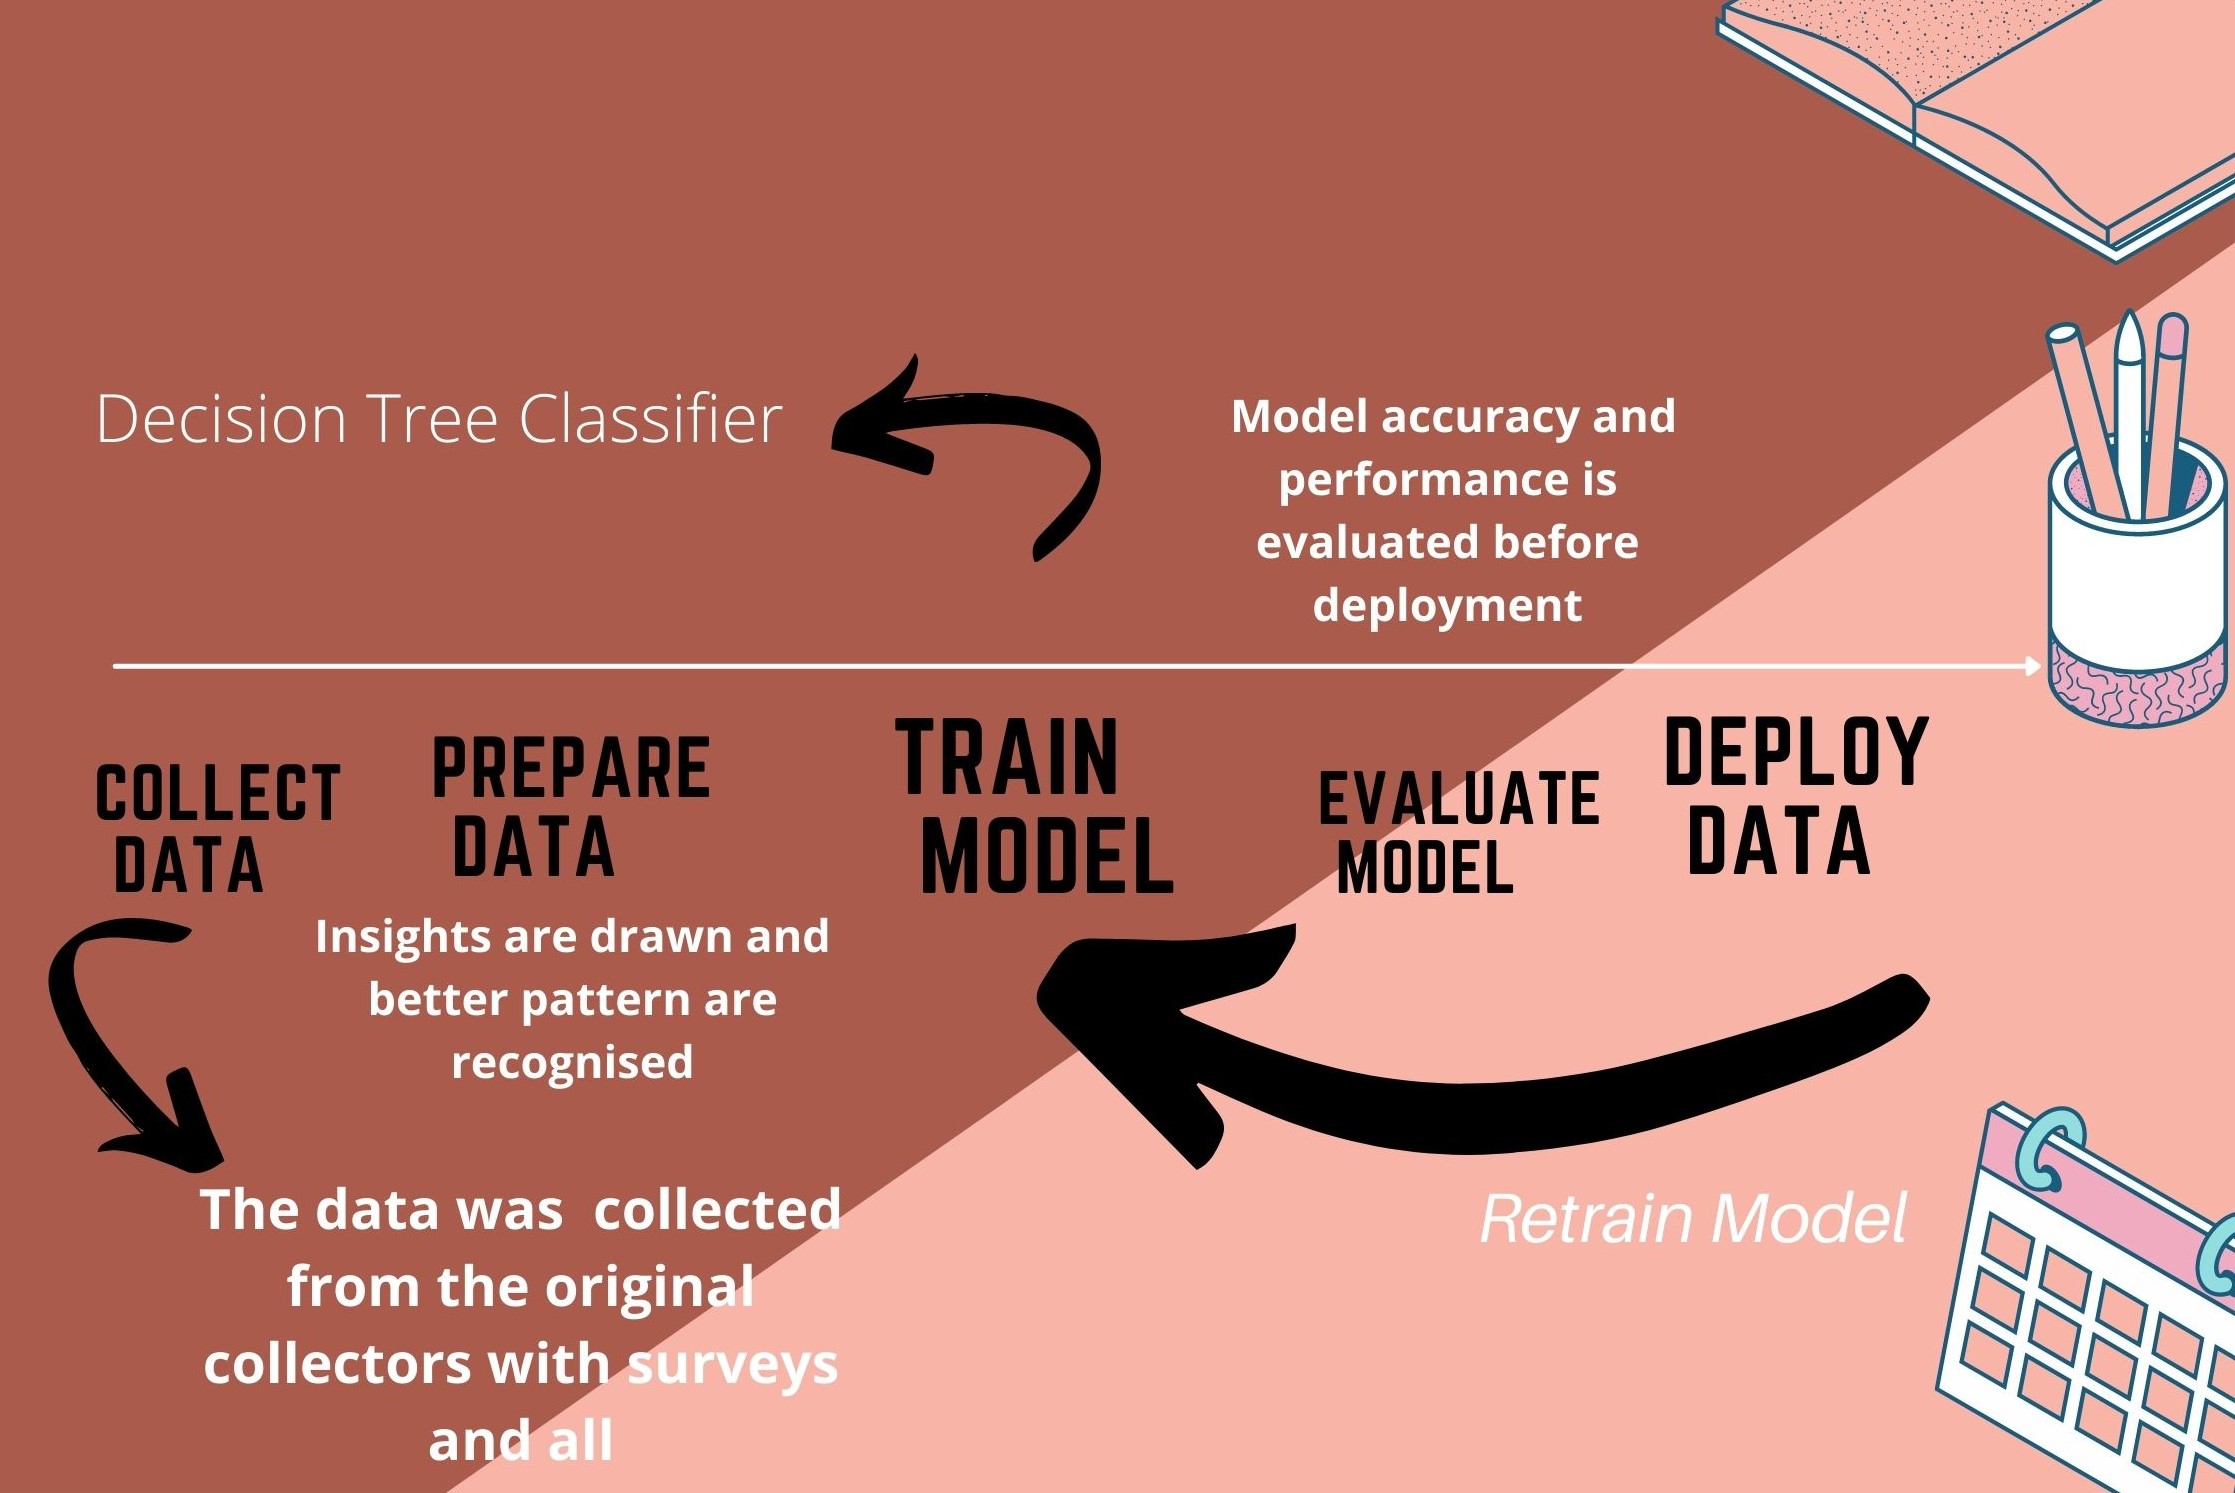 Decision Tree Classifier
Model accuracy and
performance is
evaluated before
deployment
COLLECT
DATA
PREPARE
DATA
TRAIN
MODEL
EVALUATE
MODEL
DEPLOY
DATA
Insights are drawn and
better pattern are
recognised
The data was  collected
from the original
collectors with surveys
and all
Retrain Model